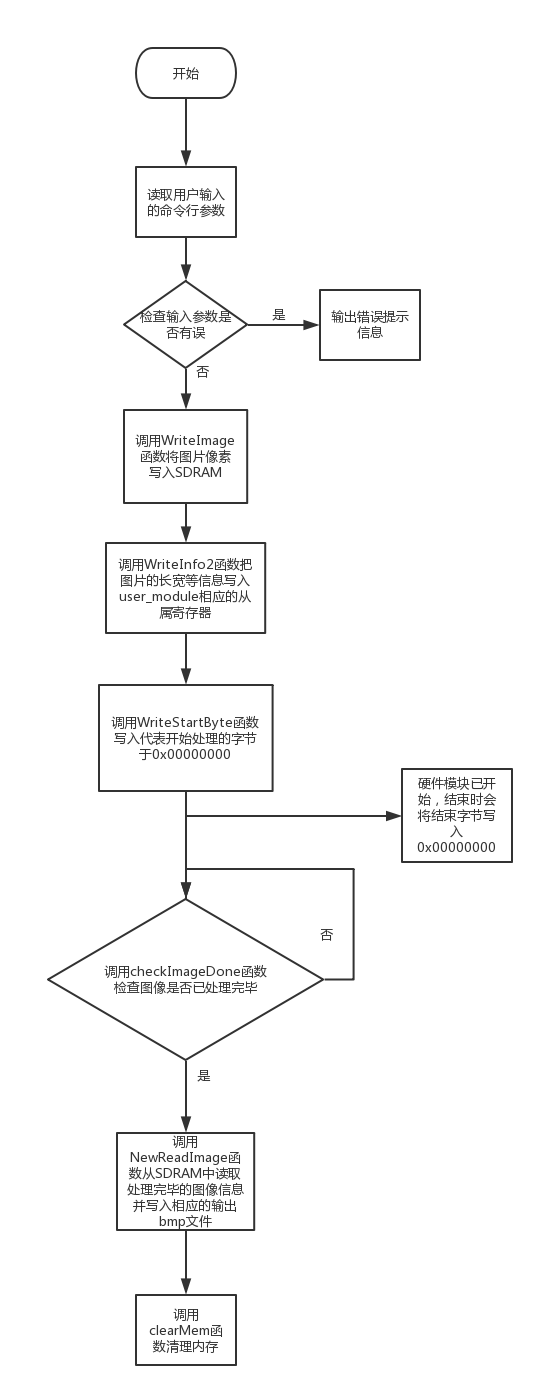 开始
读取用户输入
的命令行参数
检查输入参数是
否有误
是
输出错误提示
信息
否
调用WriteImage
函数将图片像素
写入SDRAM
调用WriteInfo2函数把
图片的长宽等信息写入
user_module相应的从
属寄存器
调用WriteStartByte函数
写入代表开始处理的字节
于0x00000000
硬件模块已开
始，结束时会
将结束字节写
入
0x00000000
否
调用checkImageDone函数
检查图像是否已处理完毕
是
调用
NewReadImage函
数从SDRAM中读取
处理完毕的图像信息
并写入相应的输出
bmp文件
调用
clearMem函
数清理内存